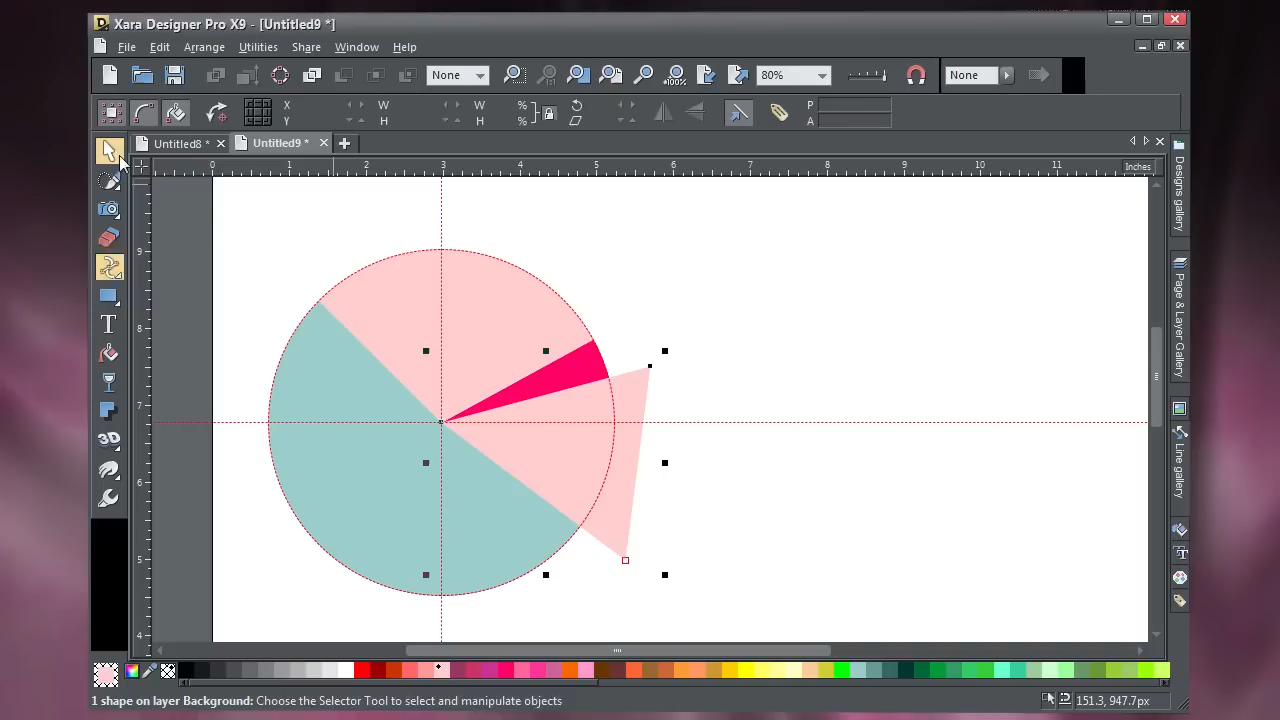 Xara Designer Pro X9 - [Untitled9 *]
File Edit Arrange Utilities Share Window Help
None 100% 80% None
X W % P
Y H % A
Untitled8 * Untitled9 *
0 1 2 3 4 5 6 7 8 9 10 11 Inches
9
8
7
6
5
4
T
3D
Designs gallery
Page & Layer Gallery
Line gallery
1 shape on layer Background: Choose the Selector Tool to select and manipulate objects 151.3, 947.7px